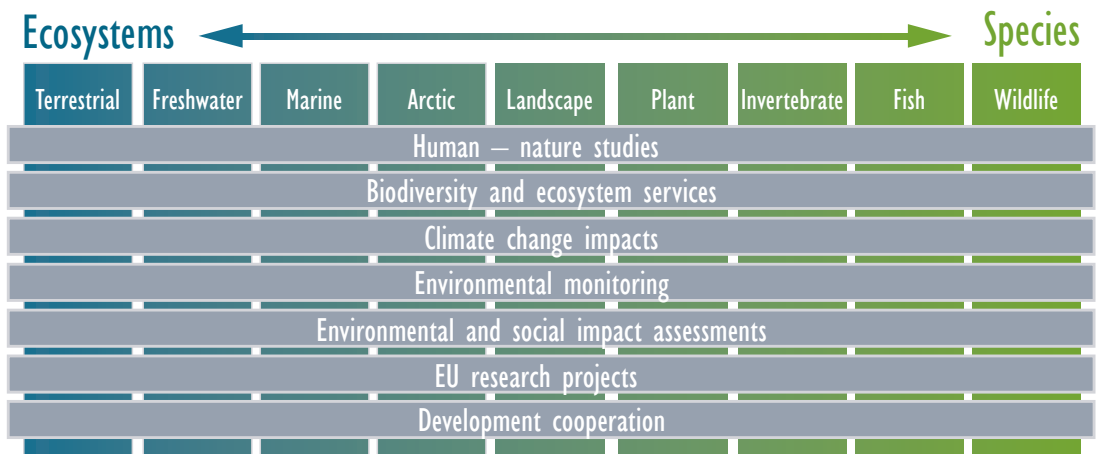 Ecosystems Species
Terrestrial Freshwater Marine Arctic Landscape Plant Invertebrate Fish Wildlife
Human – nature studies
Biodiversity and ecosystem services
Climate change impacts
Environmental monitoring
Environmental and social impact assessments
EU research projects
Development cooperation